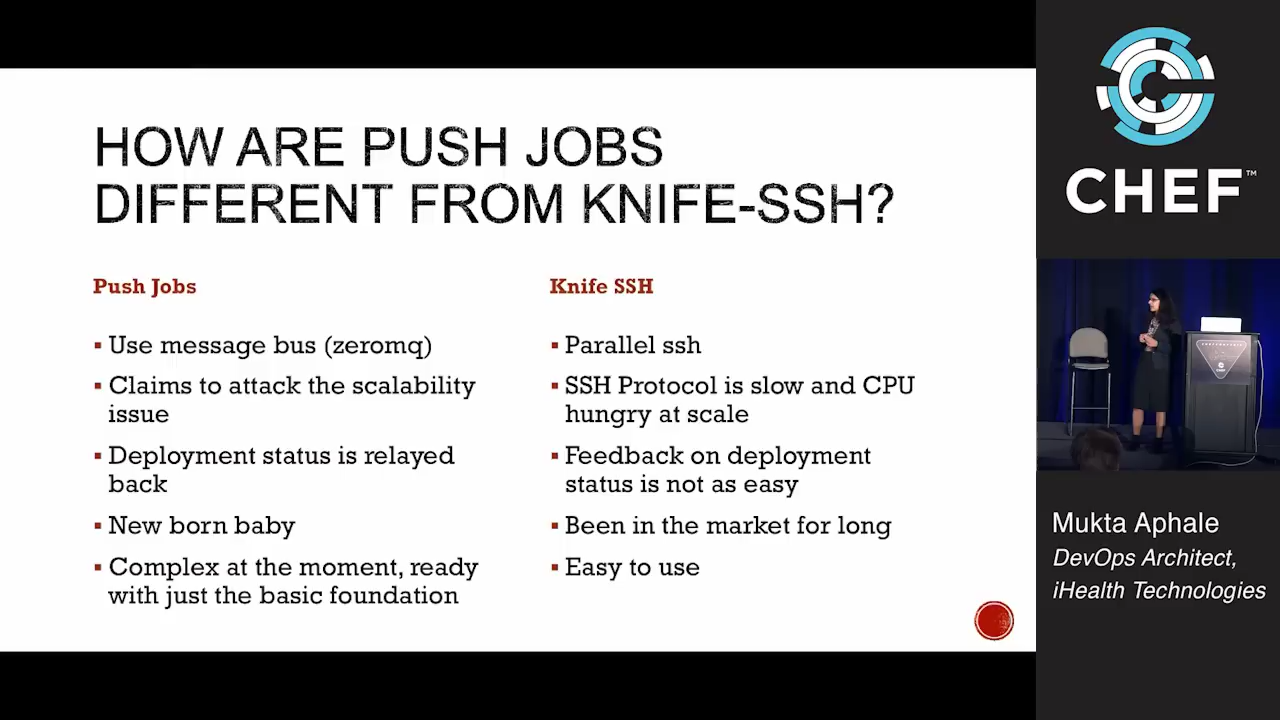 HOW ARE PUSH JOBS
DIFFERENT FROM KNIFE-SSH?
Push Jobs
▪ Use message bus (zeromq)
▪ Claims to attack the scalability
issue
▪ Deployment status is relayed
back
▪ New born baby
▪ Complex at the moment, ready
with just the basic foundation
Knife SSH
▪ Parallel ssh
▪ SSH Protocol is slow and CPU
hungry at scale
▪ Feedback on deployment
status is not as easy
▪ Been in the market for long
▪ Easy to use
CHEF™
Mukta Aphale
DevOps Architect,
iHealth Technologies